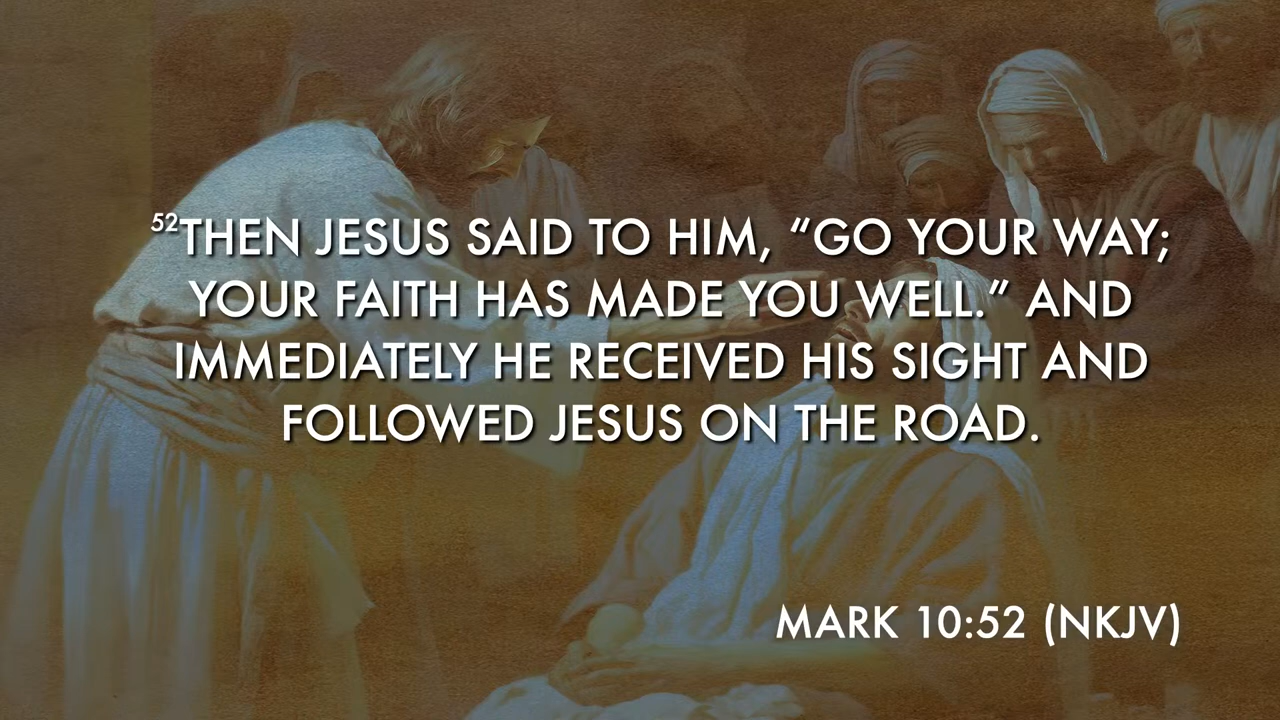 52THEN JESUS SAID TO HIM, “GO YOUR WAY;
YOUR FAITH HAS MADE YOU WELL.” AND
IMMEDIATELY HE RECEIVED HIS SIGHT AND
FOLLOWED JESUS ON THE ROAD.
MARK 10:52 (NKJV)